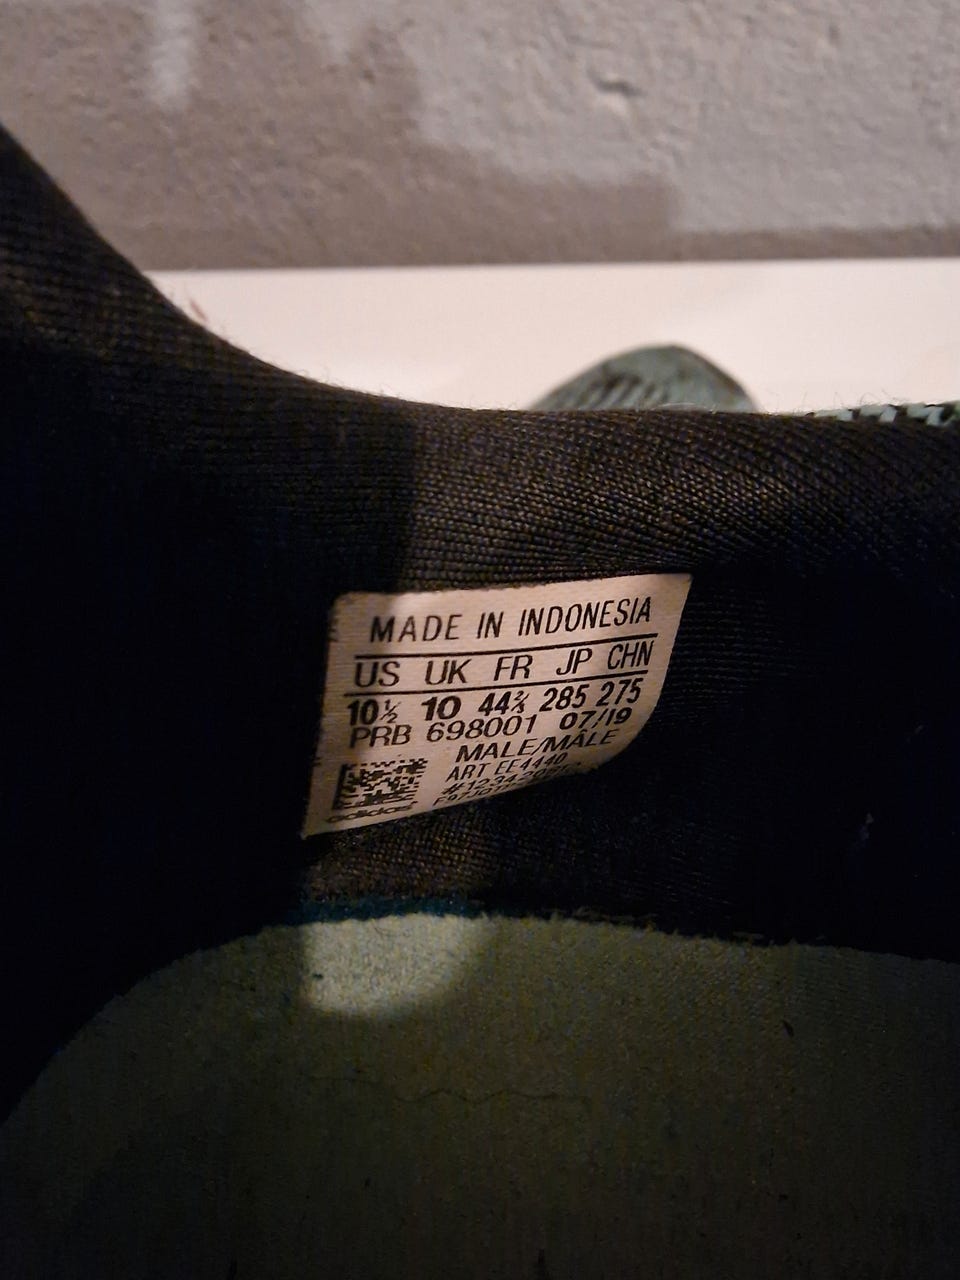 MADE IN INDONESIA
US UK FR JP CHN
10½ 10 44⅔ 285 275
PRB 698001 07/19
MALE/MÂLE
ART EE4440
adidas